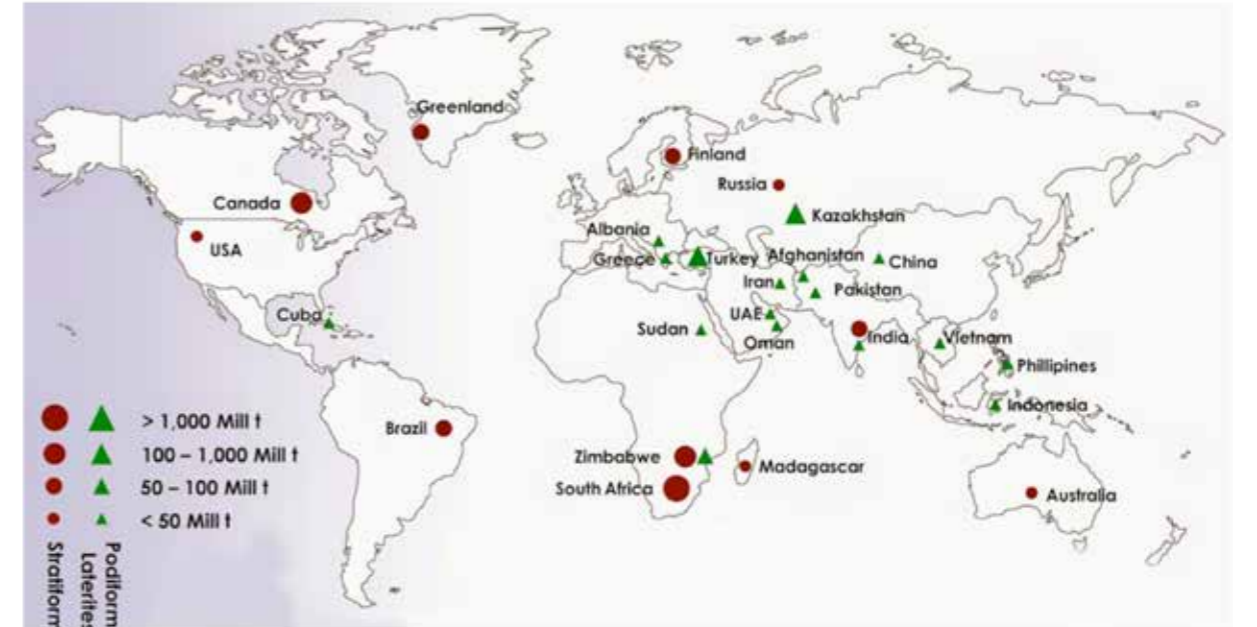 Greenland
Finland
Russia
Canada
Kazakhstan
Albania
USA
Greece
Turkey
Afghanistan
China
Iran
Pakistan
Cuba
UAE
Sudan
Oman
India
Vietnam
Phillipines
Indonesia
Brazil
Zimbabwe
Madagascar
South Africa
Australia
> 1,000 Mill t
100 – 1,000 Mill t
50 – 100 Mill t
< 50 Mill t
Stratiform
Podiform
Laterites